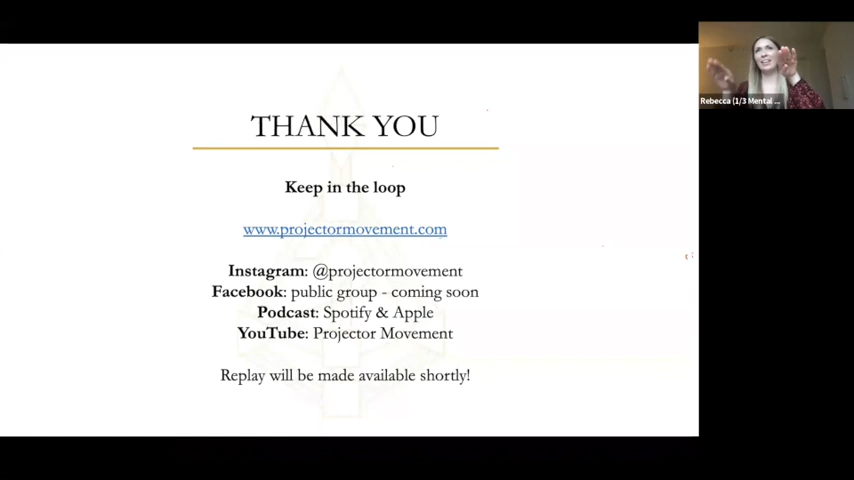 THANK YOU
Keep in the loop
www.projectormovement.com
Instagram: @projectormovement
Facebook: public group - coming soon
Podcast: Spotify & Apple
YouTube: Projector Movement
Replay will be made available shortly!
Rebecca (1/3 Mental ...